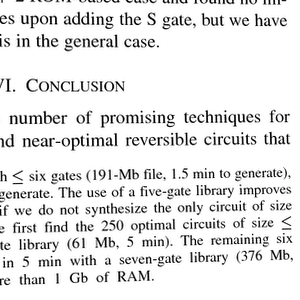 es upon adding the S gate, but we have
is in the general case.
VI. CONCLUSION
number of promising techniques for
nd near-optimal reversible circuits that
h ≤ six gates (191-Mb file, 1.5 min to generate),
generate. The use of a five-gate library improves
if we do not synthesize the only circuit of size
e first find the 250 optimal circuits of size ≤
te library (61 Mb, 5 min). The remaining six
in 5 min with a seven-gate library (376 Mb,
re than 1 Gb of RAM.